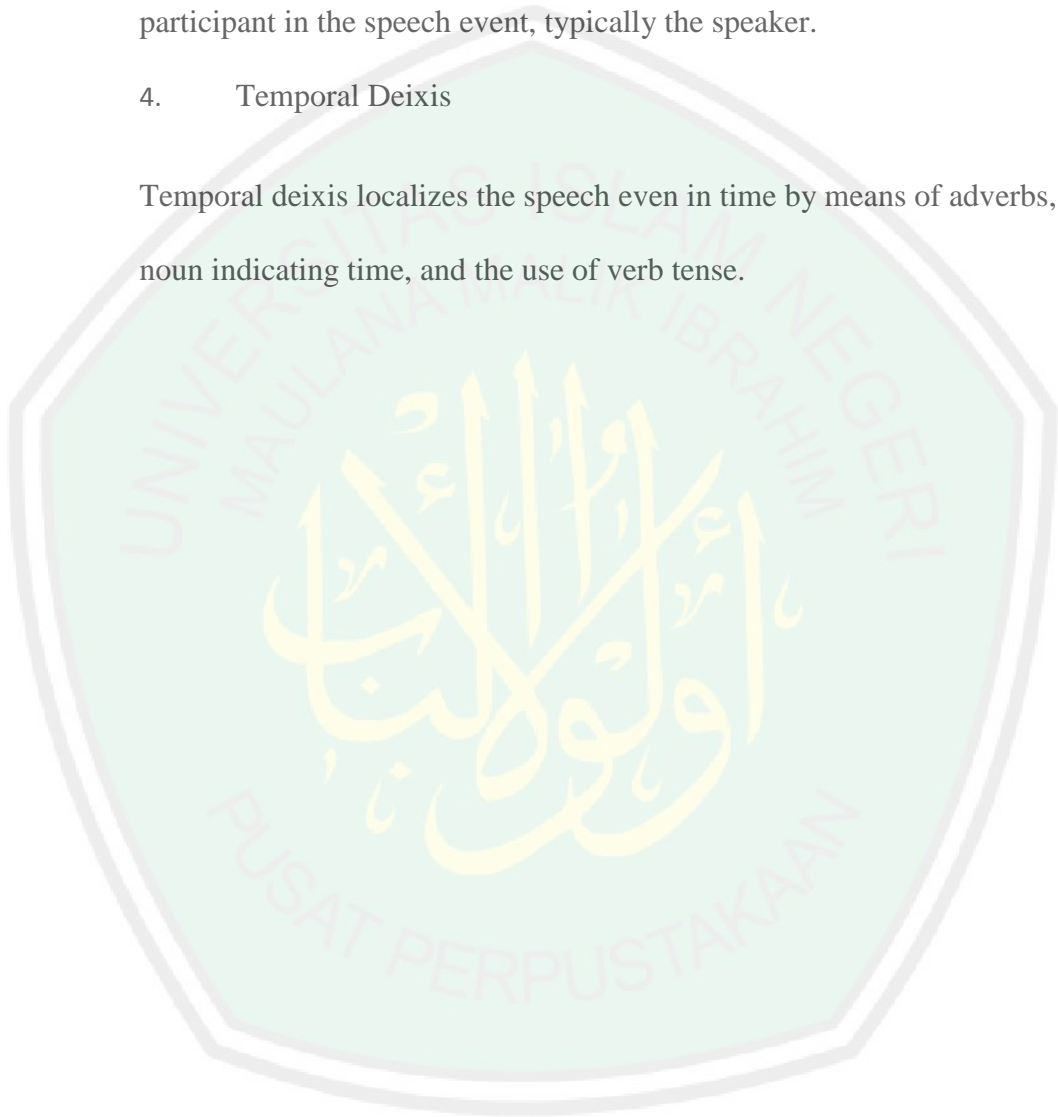 participant in the speech event, typically the speaker.
4. Temporal Deixis
Temporal deixis localizes the speech even in time by means of adverbs,
noun indicating time, and the use of verb tense.
UNIVERSITAS ISLAM NEGERI
MAULANA MALIK IBRAHIM
أولوا الألباب
PUSAT PERPUSTAKAAN